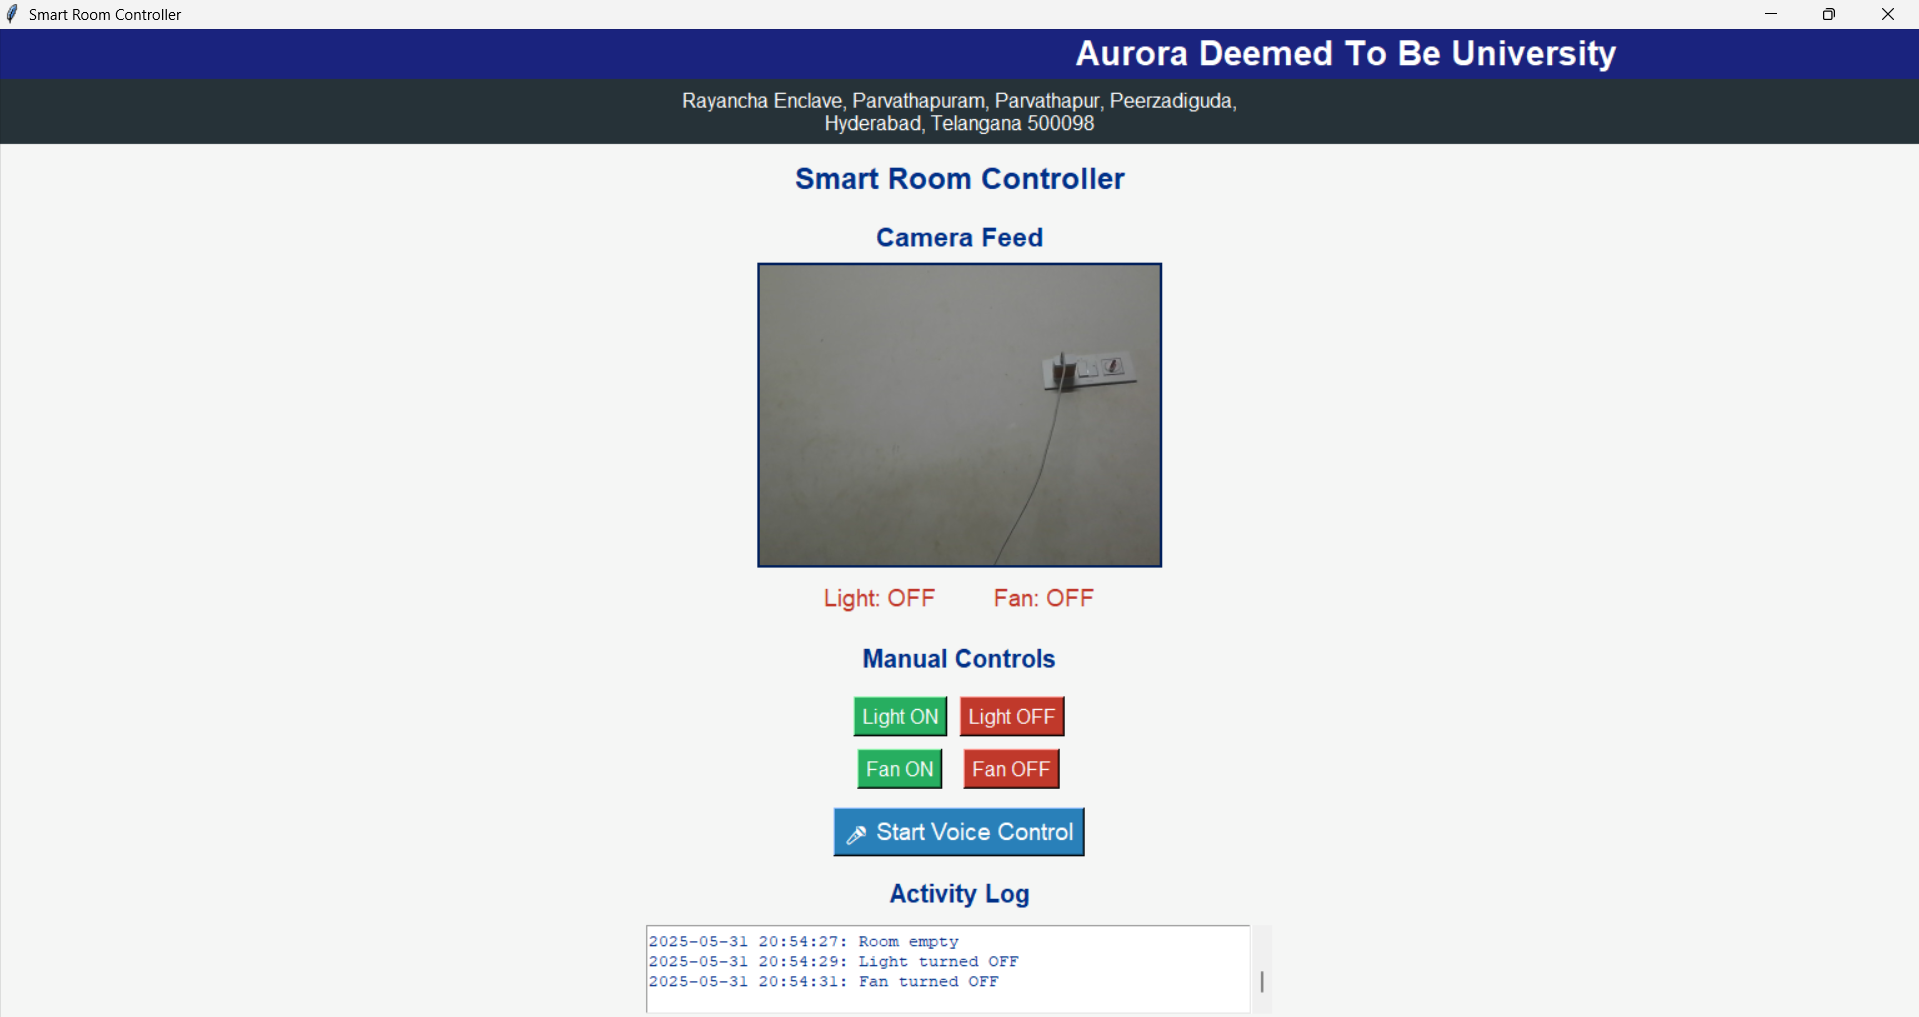 Smart Room Controller
Aurora Deemed To Be University
Rayancha Enclave, Parvathapuram, Parvathapur, Peerzadiguda,
Hyderabad, Telangana 500098
Smart Room Controller
Camera Feed
Light: OFF Fan: OFF
Manual Controls
Light ON Light OFF
Fan ON Fan OFF
Start Voice Control
Activity Log
2025-05-31 20:54:27: Room empty
2025-05-31 20:54:29: Light turned OFF
2025-05-31 20:54:31: Fan turned OFF